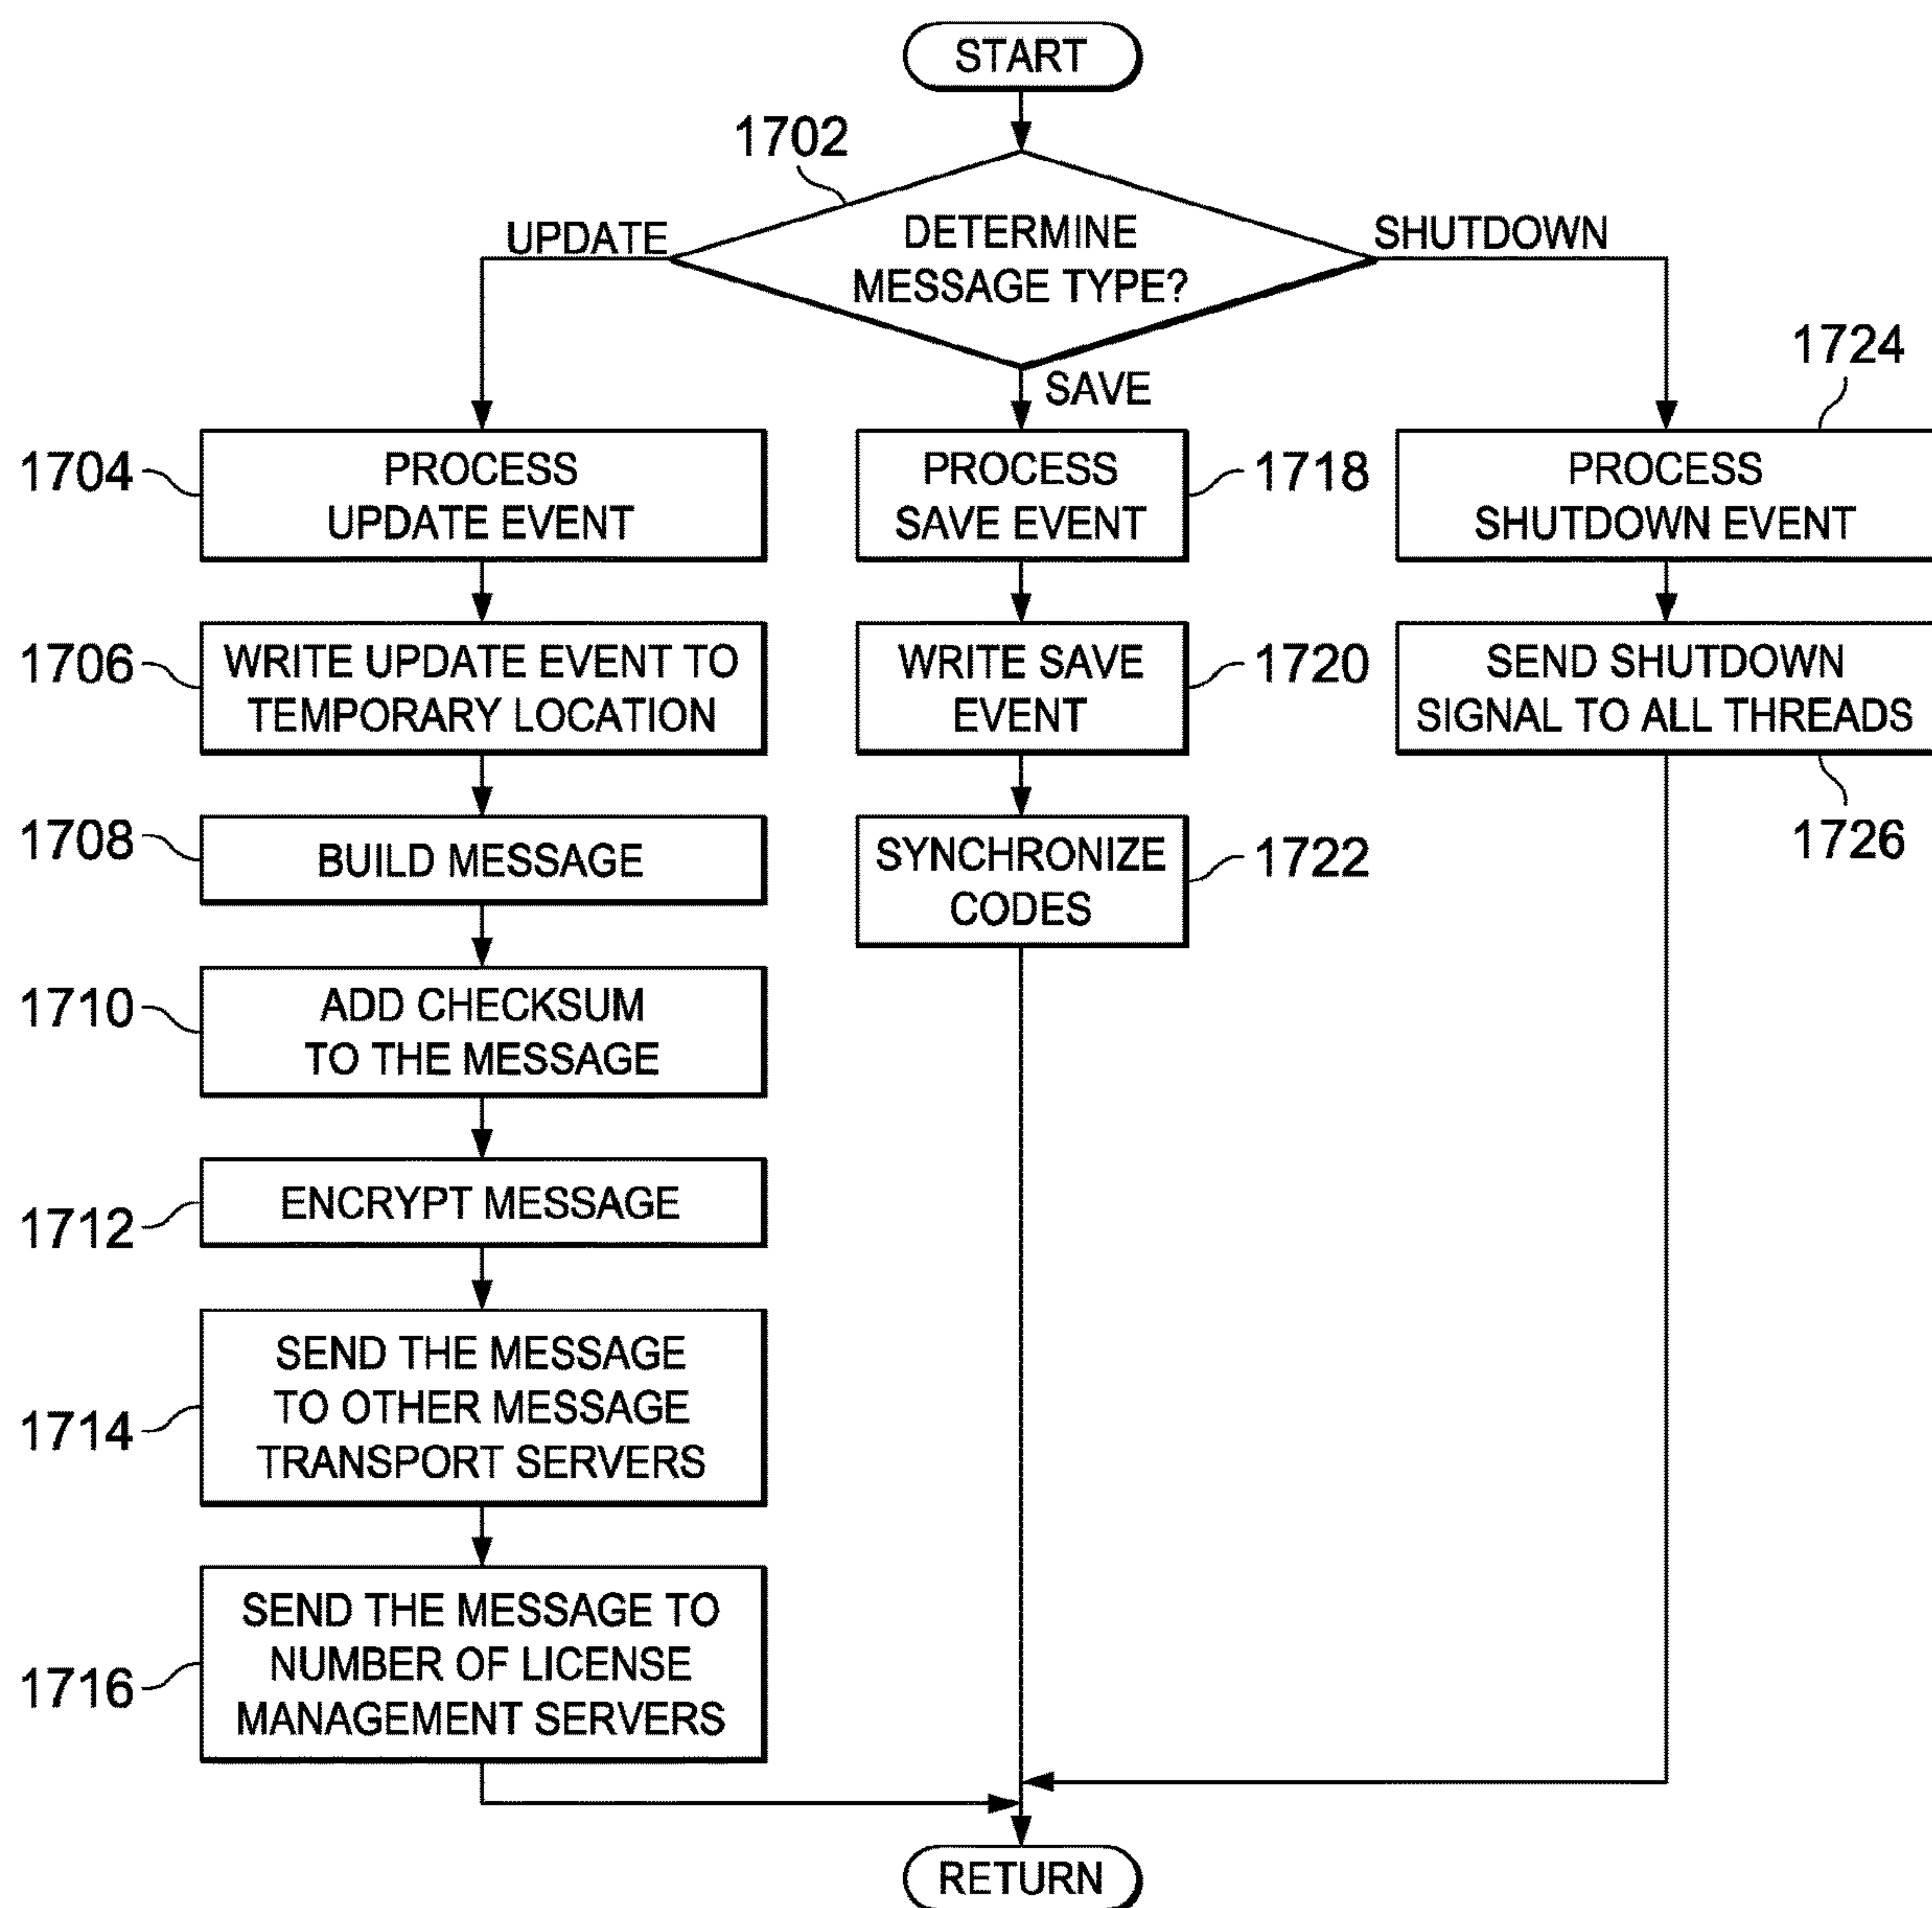 START
1702
DETERMINE
MESSAGE TYPE?
UPDATE
SHUTDOWN
SAVE
1704
PROCESS
UPDATE EVENT
1706
WRITE UPDATE EVENT TO
TEMPORARY LOCATION
1708
BUILD MESSAGE
1710
ADD CHECKSUM
TO THE MESSAGE
1712
ENCRYPT MESSAGE
1714
SEND THE MESSAGE
TO OTHER MESSAGE
TRANSPORT SERVERS
1716
SEND THE MESSAGE TO
NUMBER OF LICENSE
MANAGEMENT SERVERS
PROCESS
SAVE EVENT
1718
WRITE SAVE
EVENT
1720
SYNCHRONIZE
CODES
1722
1724
PROCESS
SHUTDOWN EVENT
SEND SHUTDOWN
SIGNAL TO ALL THREADS
1726
RETURN